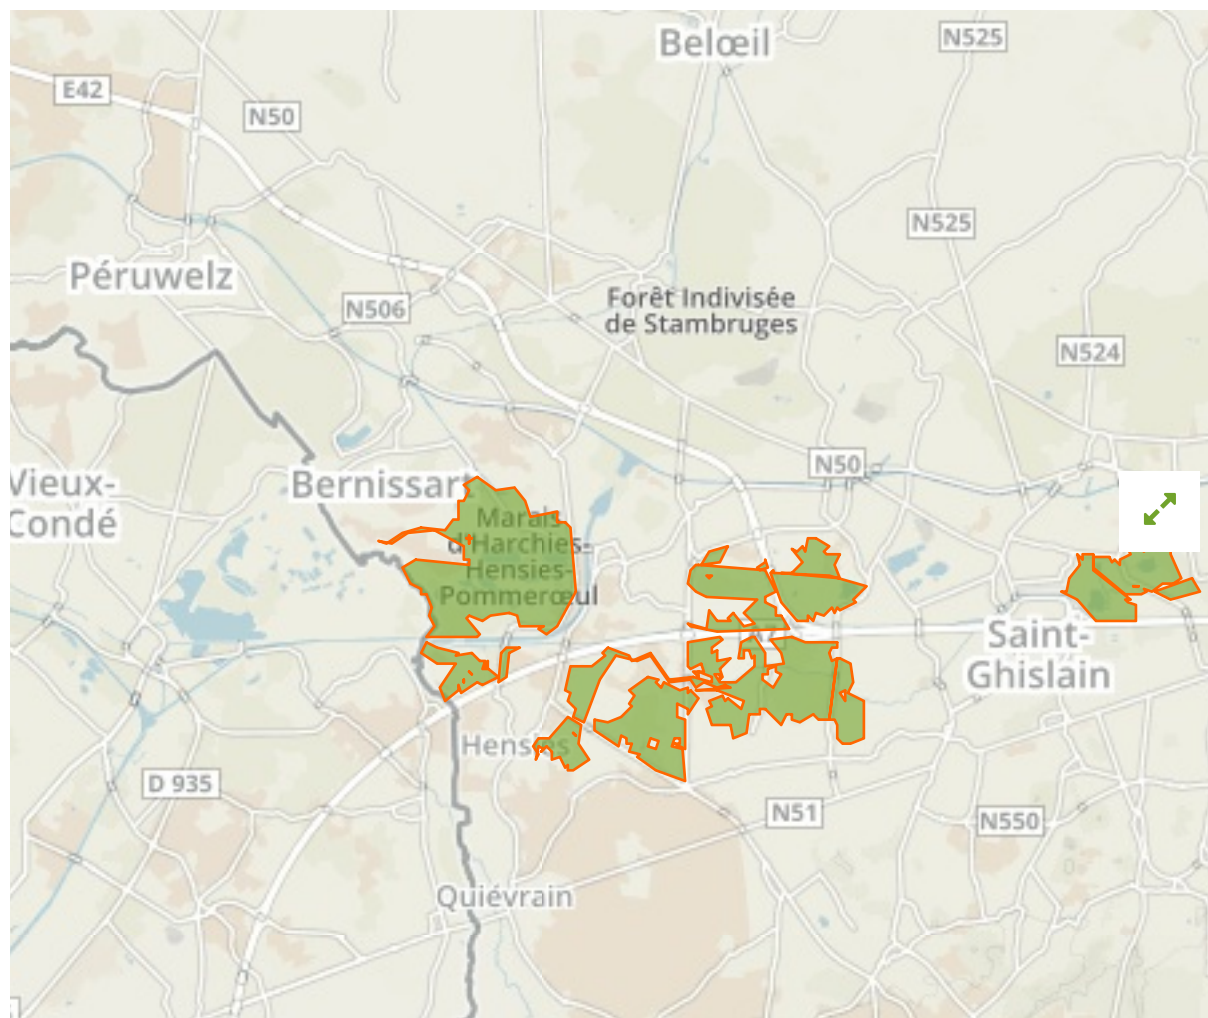 Belœil
N525
E42
N50
N525
Péruwelz
N506
Forêt Indivisée
de Stambruges
N524
N50
Vieux-
Condé
Bernissart
Marais
d'Harchies-
Hensies-
Pommerœul
A7
Saint-
Ghislain
Hensies
D 935
N51
N550
Quiévrain